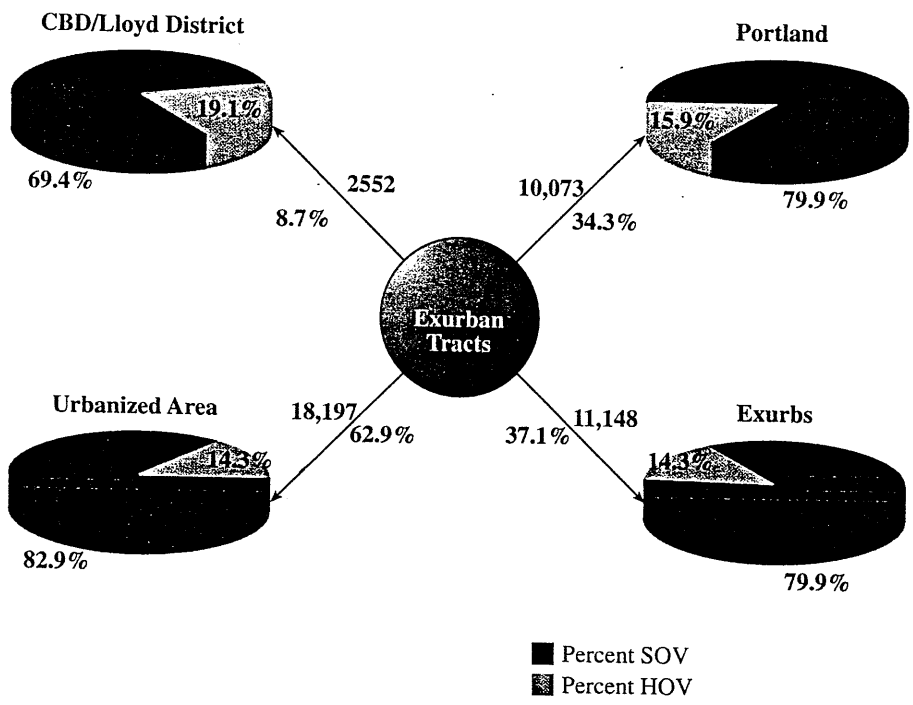 CBD/Lloyd District
Portland
19.1%
15.9%
69.4%
79.9%
2552
8.7%
10,073
34.3%
Exurban
Tracts
Urbanized Area
Exurbs
18,197
62.9%
11,148
37.1%
14.3%
14.3%
82.9%
79.9%
Percent SOV
Percent HOV